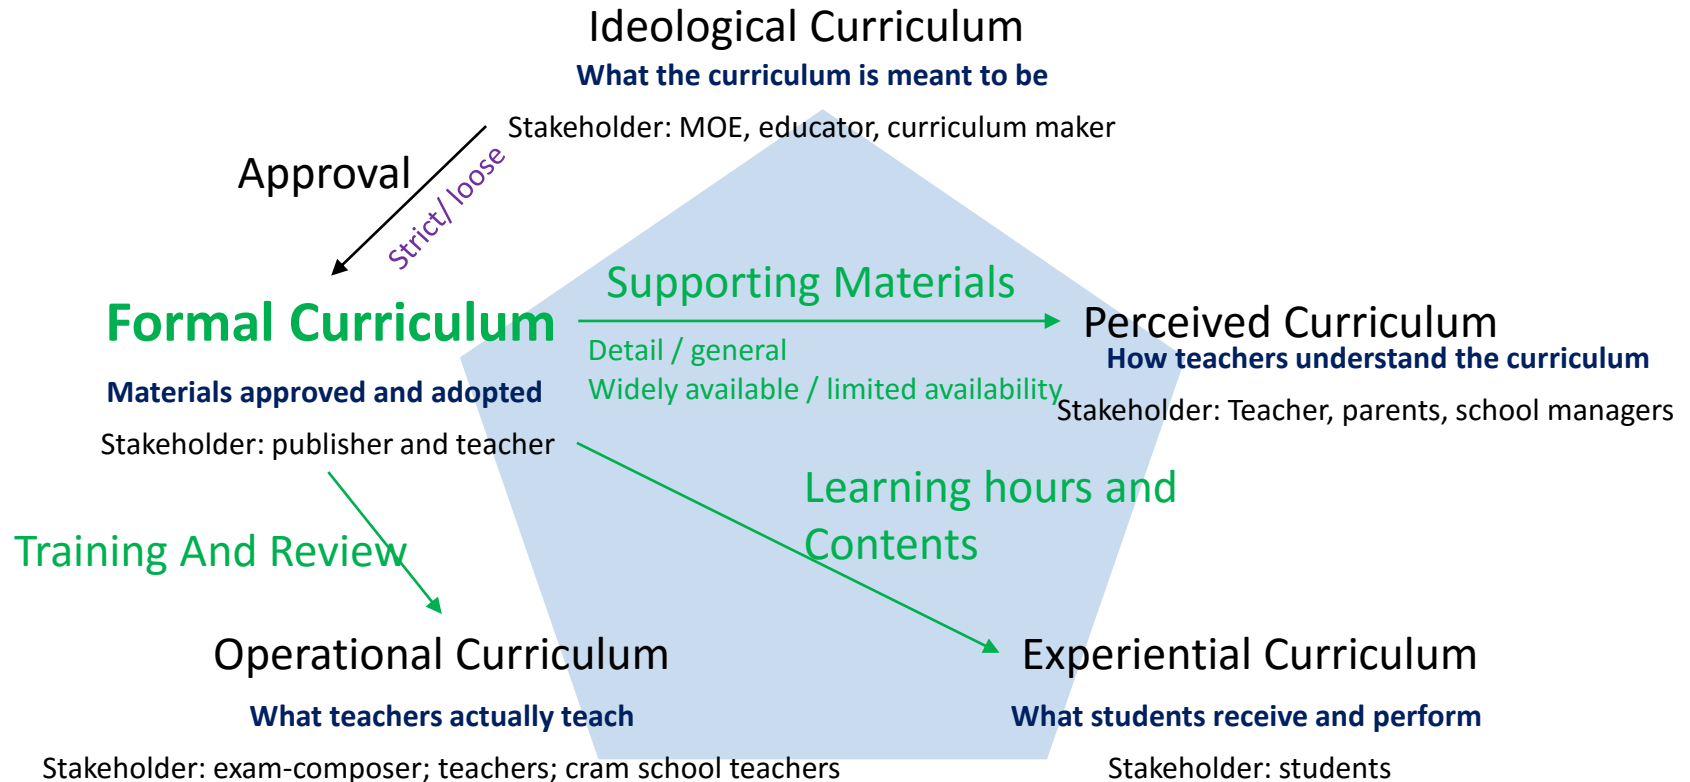 Ideological Curriculum
What the curriculum is meant to be
Stakeholder: MOE, educator, curriculum maker
Approval
Strict/ loose
Formal Curriculum
Materials approved and adopted
Stakeholder: publisher and teacher
Supporting Materials
Detail / general
Widely available / limited availability
Perceived Curriculum
How teachers understand the curriculum
Stakeholder: Teacher, parents, school managers
Learning hours and
Contents
Training And Review
Operational Curriculum
What teachers actually teach
Stakeholder: exam-composer; teachers; cram school teachers
Experiential Curriculum
What students receive and perform
Stakeholder: students